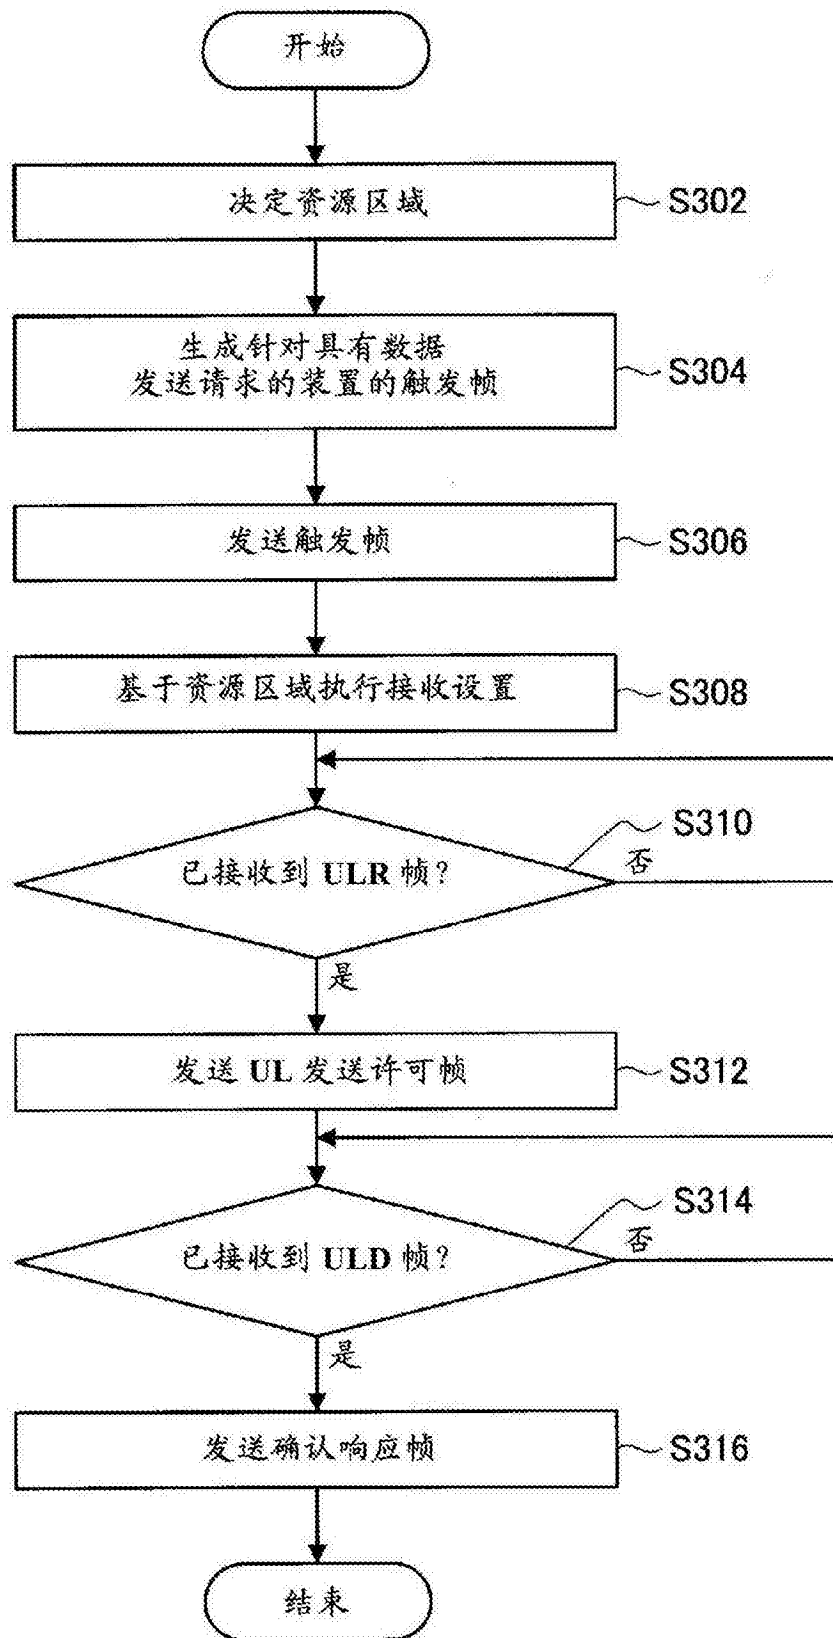 开始
决定资源区域
S302
生成针对具有数据
发送请求的装置的触发帧
S304
发送触发帧
S306
基于资源区域执行接收设置
S308
已接收到 ULR 帧?
S310
否
是
发送 UL 发送许可帧
S312
已接收到 ULD 帧?
S314
否
是
发送确认响应帧
S316
结束